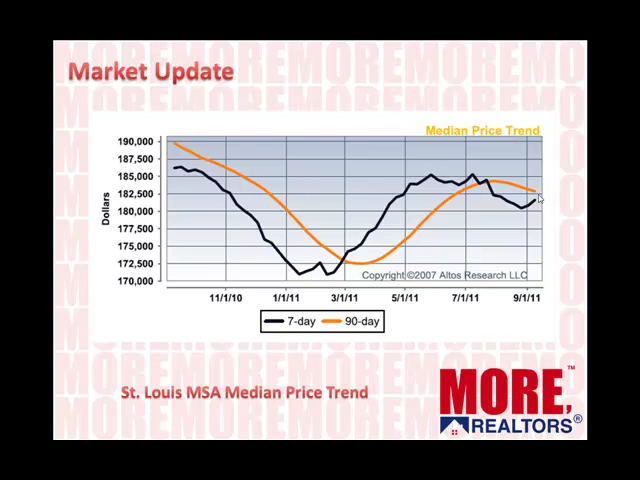 Market Update
Median Price Trend
190,000
187,500
185,000
182,500
180,000
177,500
175,000
172,500
170,000
Dollars
Copyright ©2007 Altos Research LLC
11/1/10 1/1/11 3/1/11 5/1/11 7/1/11 9/1/11
7-day 90-day
St. Louis MSA Median Price Trend
MORE,™
REALTORS®